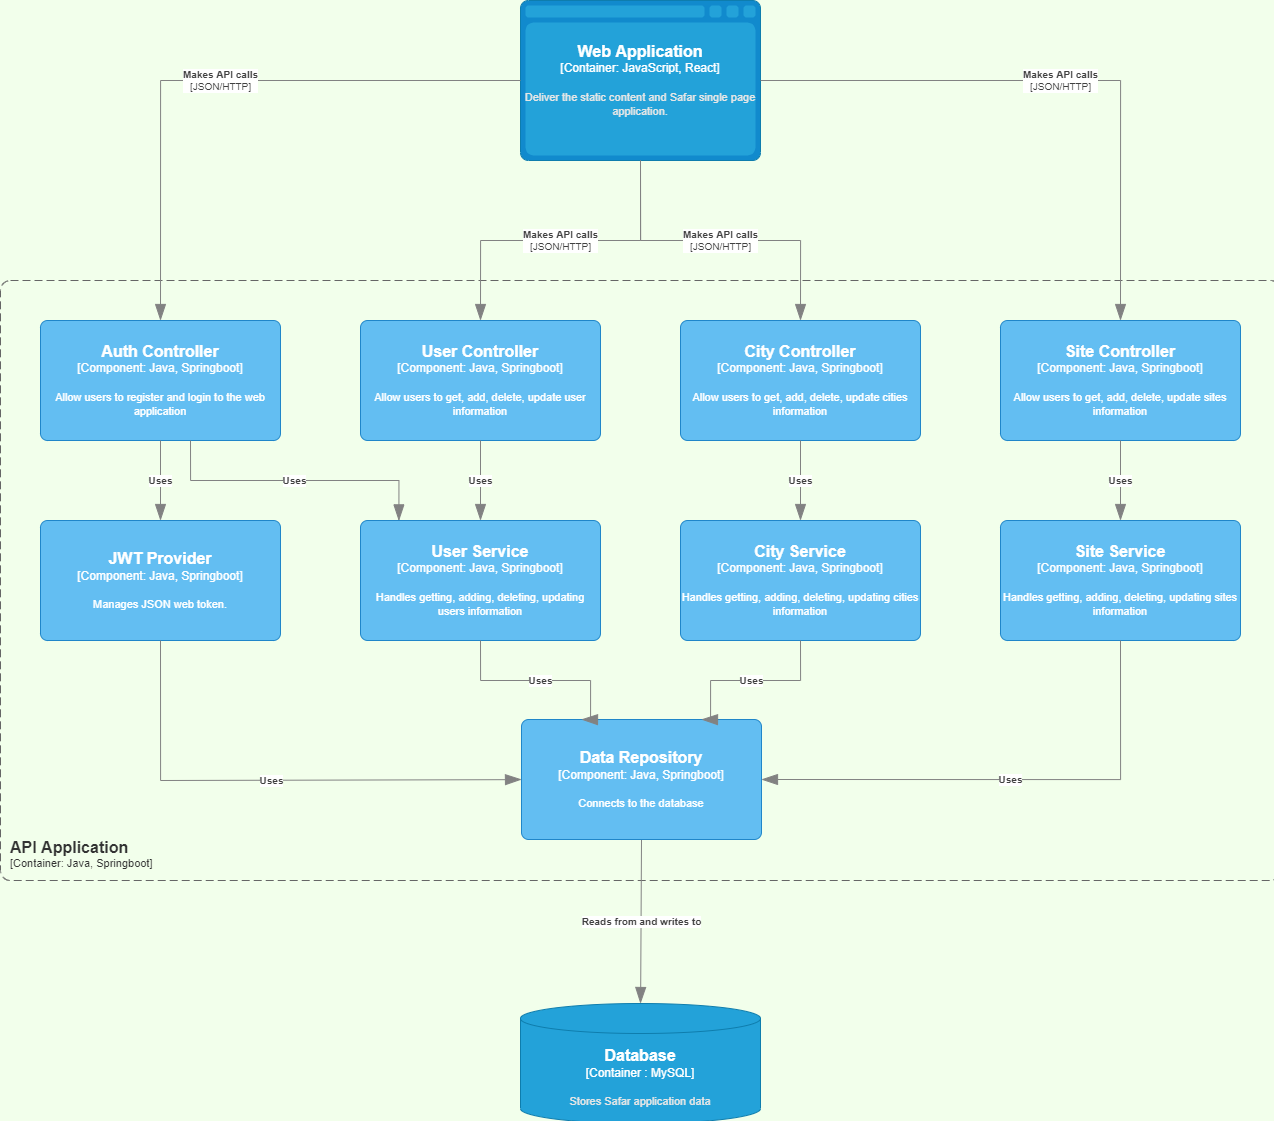 Web Application
[Container: JavaScript, React]
Deliver the static content and Safar single page
application.
Makes API calls
[JSON/HTTP]
Makes API calls
[JSON/HTTP]
Makes API calls
[JSON/HTTP]
Makes API calls
[JSON/HTTP]
Auth Controller
[Component: Java, Springboot]
Allow users to register and login to the web
application
User Controller
[Component: Java, Springboot]
Allow users to get, add, delete, update user
information
City Controller
[Component: Java, Springboot]
Allow users to get, add, delete, update cities
information
Site Controller
[Component: Java, Springboot]
Allow users to get, add, delete, update sites
information
Uses
Uses
Uses
Uses
Uses
JWT Provider
[Component: Java, Springboot]
Manages JSON web token.
User Service
[Component: Java, Springboot]
Handles getting, adding, deleting, updating
users information
City Service
[Component: Java, Springboot]
Handles getting, adding, deleting, updating cities
information
Site Service
[Component: Java, Springboot]
Handles getting, adding, deleting, updating sites
information
Uses
Uses
Data Repository
[Component: Java, Springboot]
Connects to the database
Uses
Uses
API Application
[Container: Java, Springboot]
Reads from and writes to
Database
[Container : MySQL]
Stores Safar application data